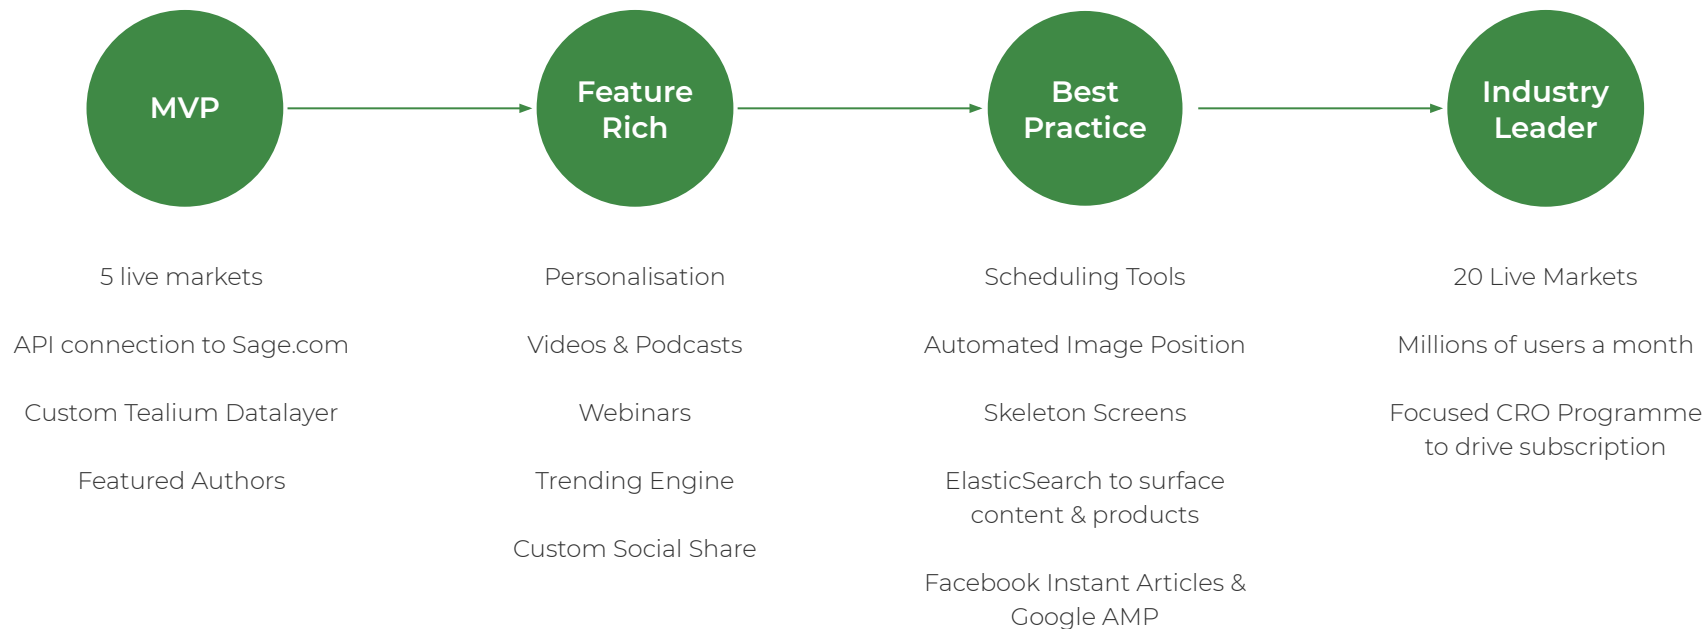 MVP
Feature
Rich
Best
Practice
Industry
Leader
5 live markets
API connection to Sage.com
Custom Tealium Datalayer
Featured Authors
Personalisation
Videos & Podcasts
Webinars
Trending Engine
Custom Social Share
Scheduling Tools
Automated Image Position
Skeleton Screens
ElasticSearch to surface
content & products
Facebook Instant Articles &
Google AMP
20 Live Markets
Millions of users a month
Focused CRO Programme
to drive subscription